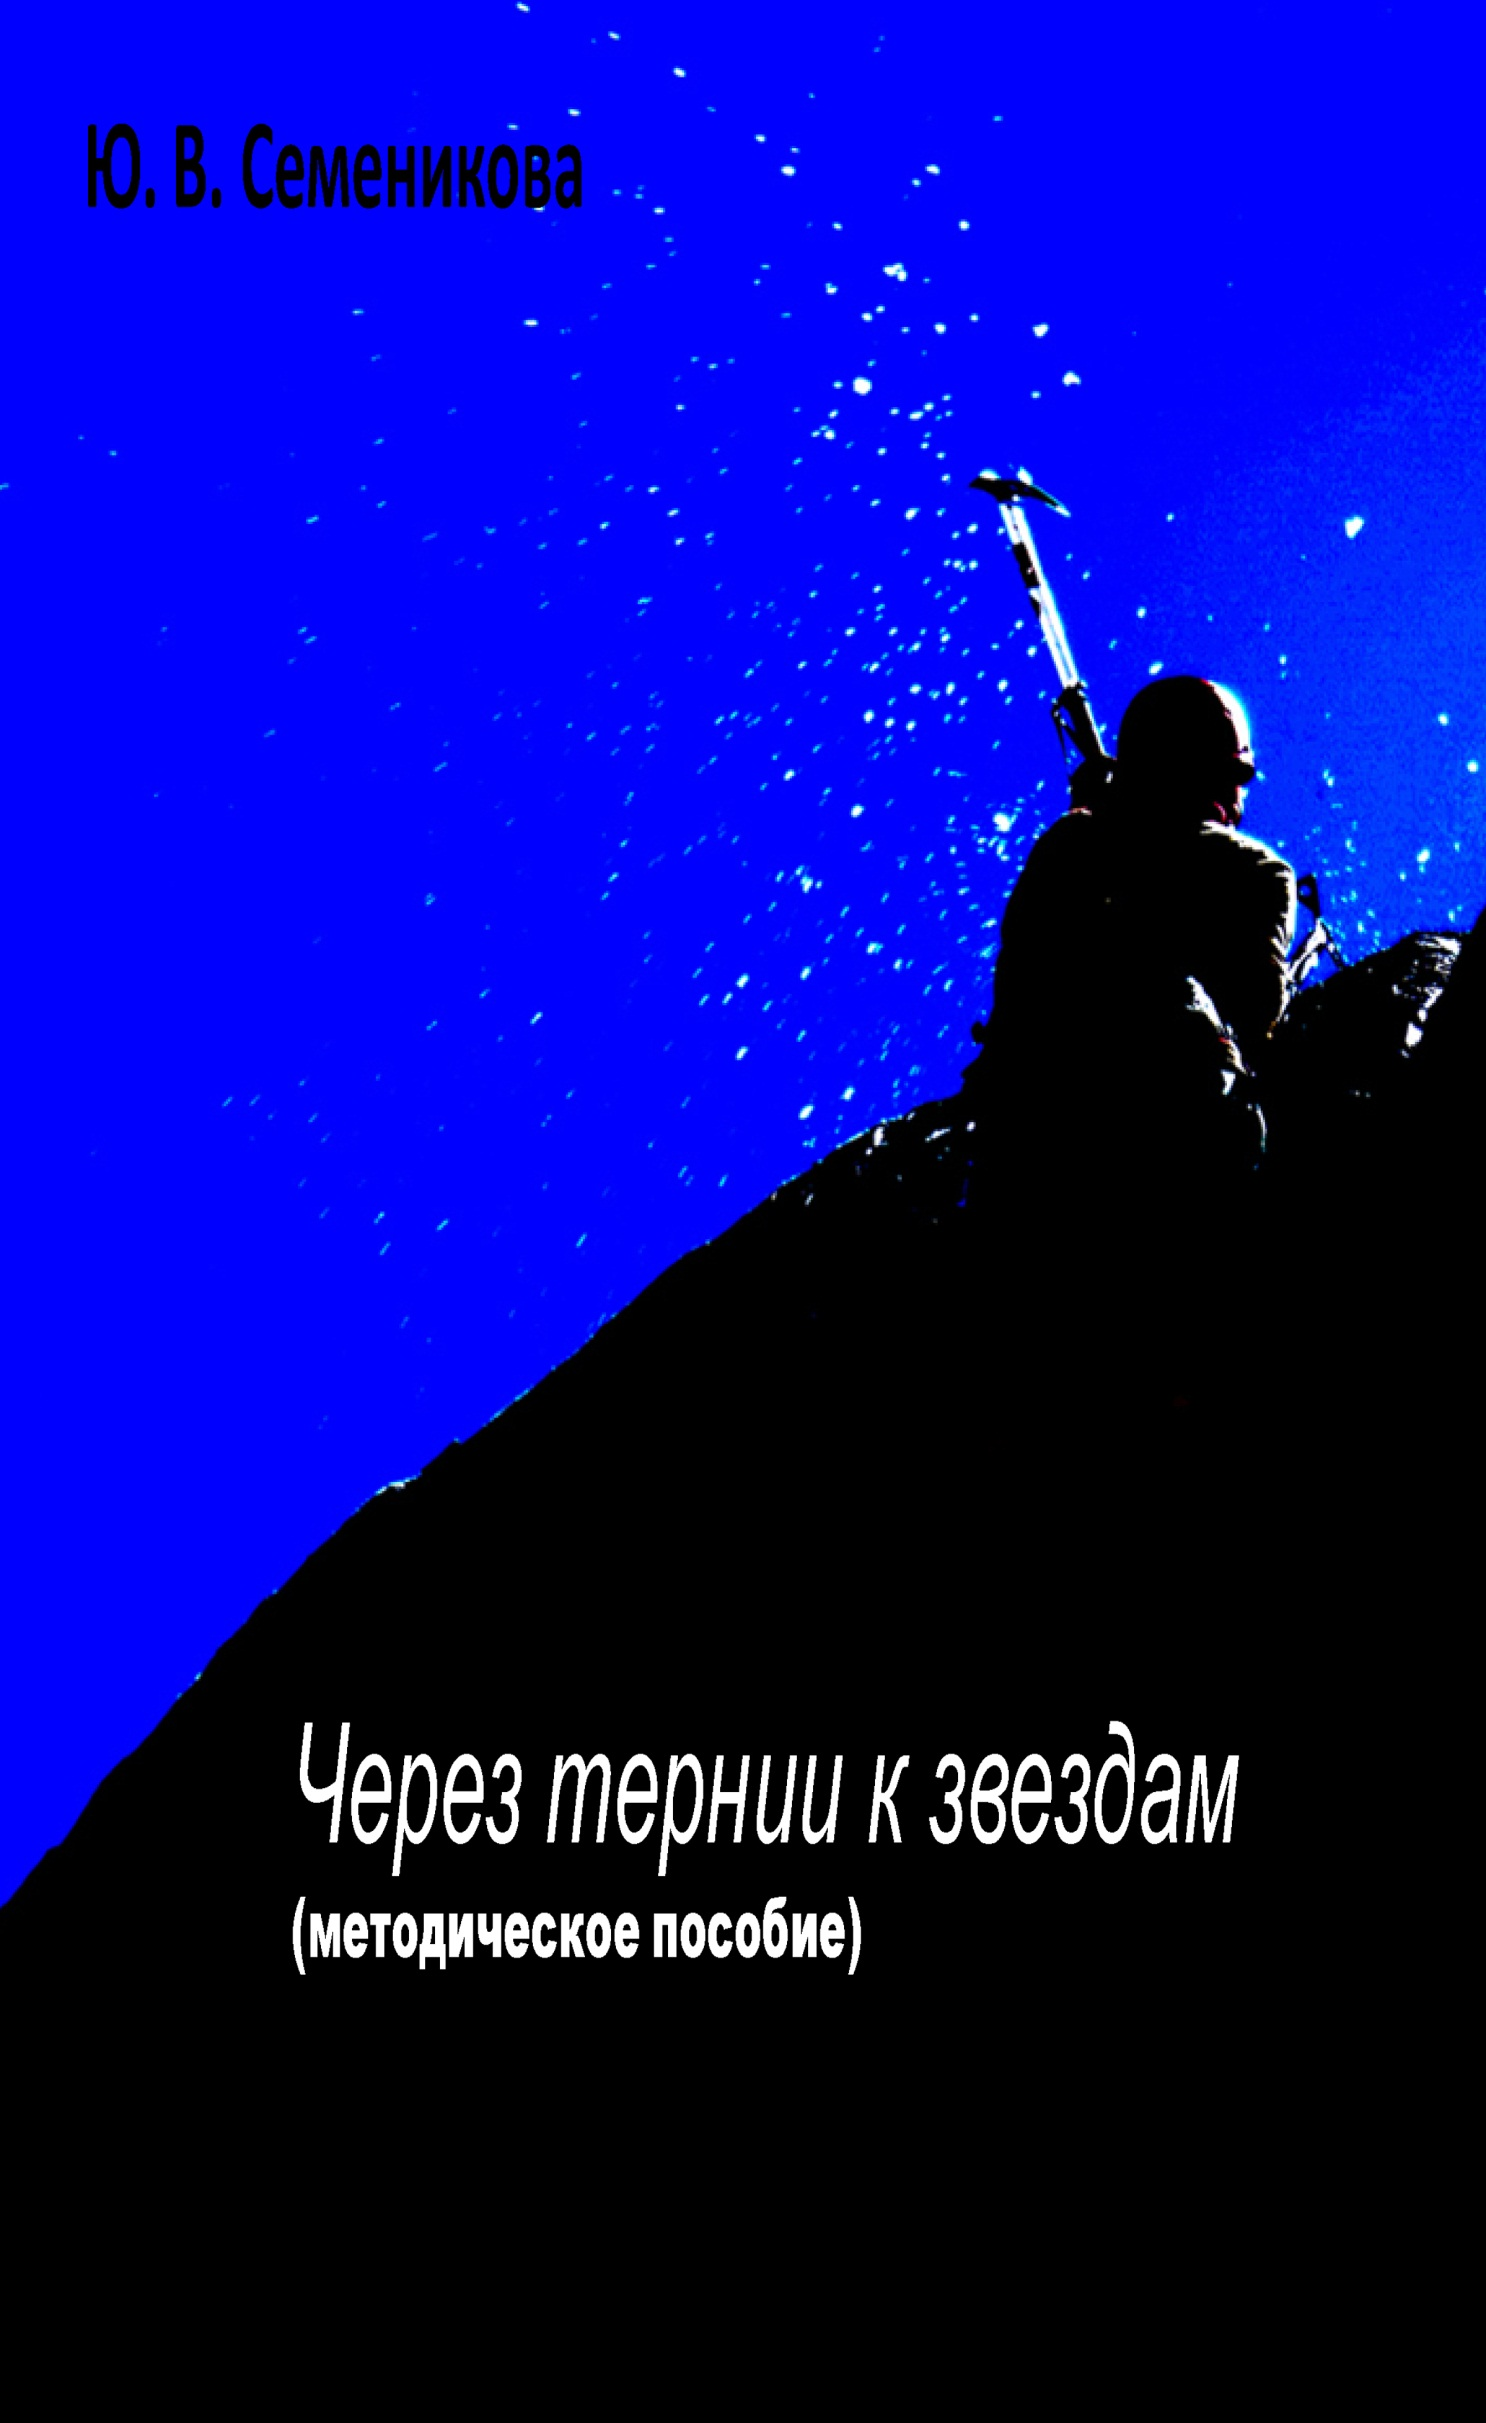 Ю. В. Семеникова
Через тернии к звездам
(методическое пособие)